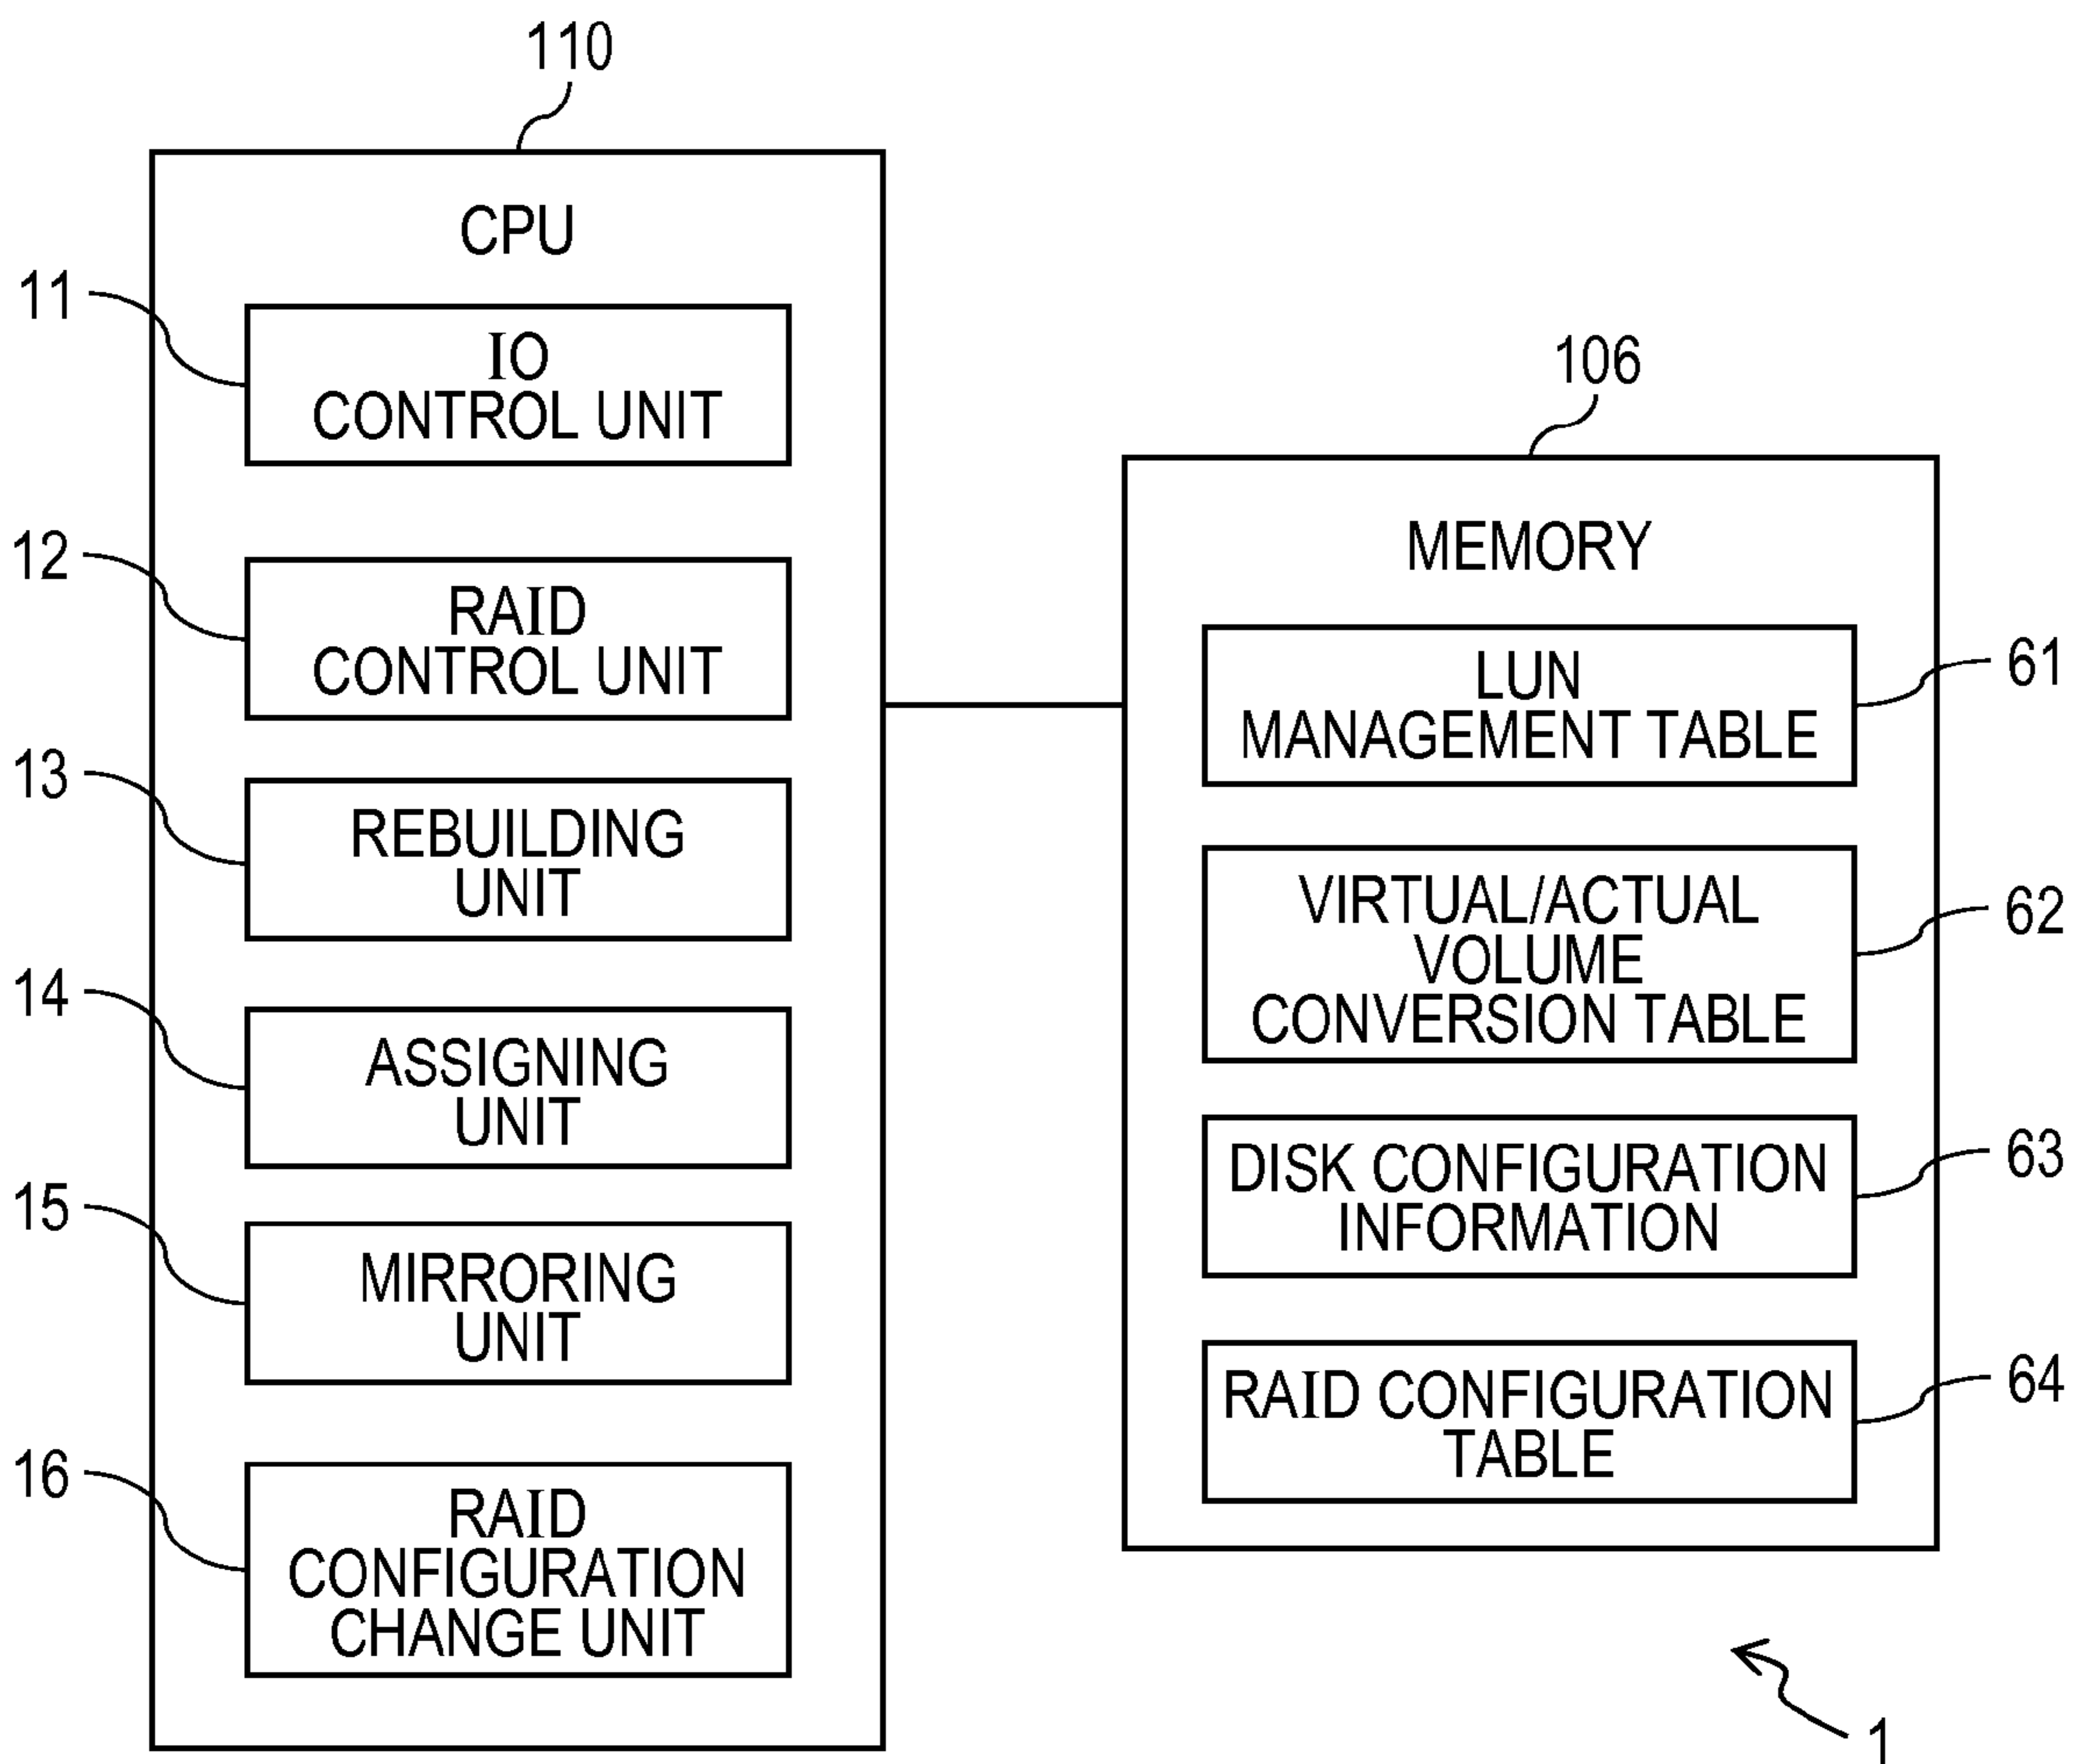 110
CPU
11
IO
CONTROL UNIT
12
RAID
CONTROL UNIT
13
REBUILDING
UNIT
14
ASSIGNING
UNIT
15
MIRRORING
UNIT
16
RAID
CONFIGURATION
CHANGE UNIT
106
MEMORY
LUN
MANAGEMENT TABLE
61
VIRTUAL/ACTUAL
VOLUME
CONVERSION TABLE
62
DISK CONFIGURATION
INFORMATION
63
RAID CONFIGURATION
TABLE
64
1